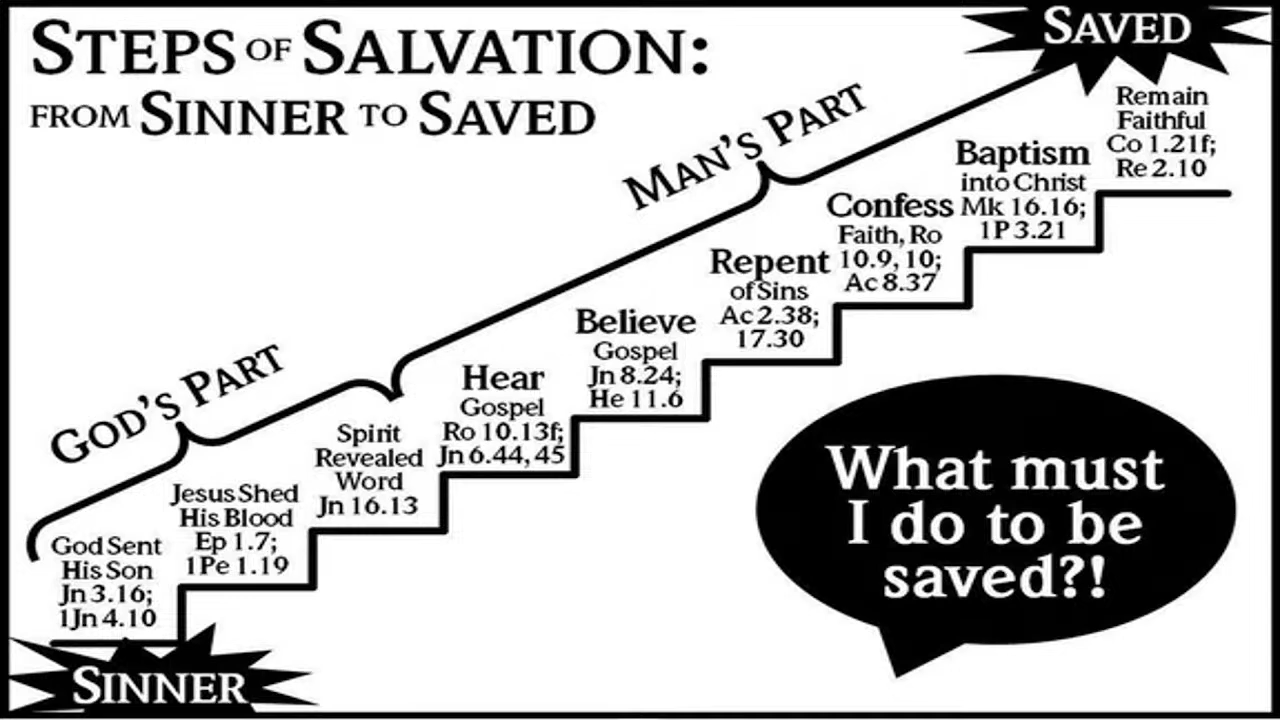 STEPS OF SALVATION:
FROM SINNER TO SAVED
SAVED
MAN'S PART
GOD'S PART
God Sent
His Son
Jn 3.16;
1Jn 4.10
Jesus Shed
His Blood
Ep 1.7;
1Pe 1.19
Spirit
Revealed
Word
Jn 16.13
Hear
Gospel
Ro 10.13f;
Jn 6.44, 45
Believe
Gospel
Jn 8.24;
He 11.6
Repent
of Sins
Ac 2.38;
17.30
Confess
Faith, Ro
10.9, 10;
Ac 8.37
Baptism
into Christ
Mk 16.16;
1P 3.21
Remain
Faithful
Co 1.21f;
Re 2.10
What must
I do to be
saved?!
SINNER